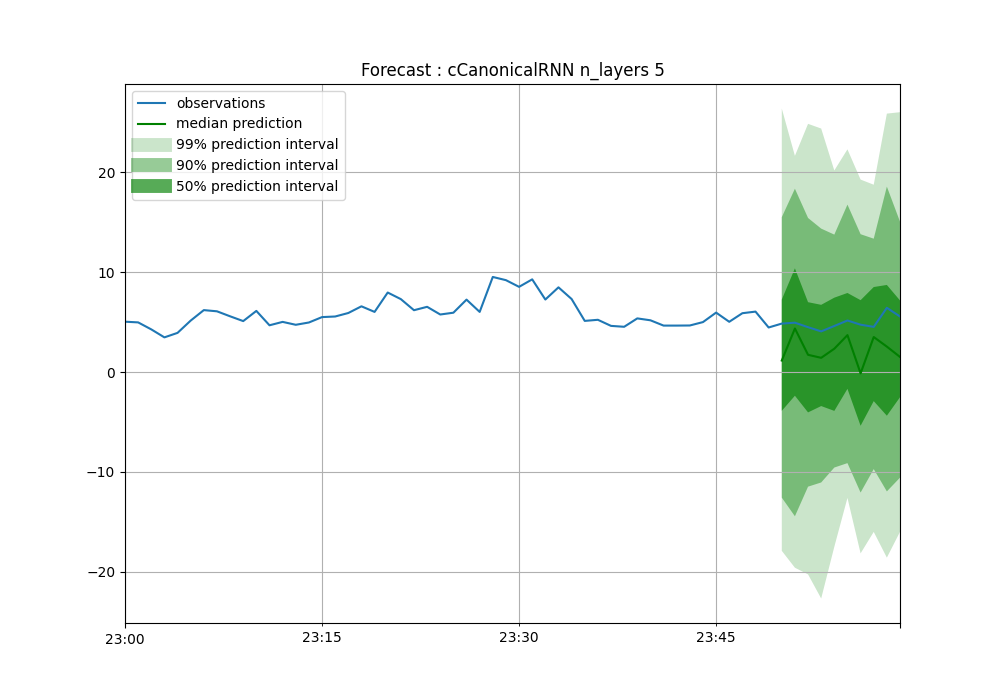 Forecast : cCanonicalRNN n_layers 5
observations
median prediction
99% prediction interval
90% prediction interval
50% prediction interval
20
10
0
−10
−20
23:00
23:15
23:30
23:45